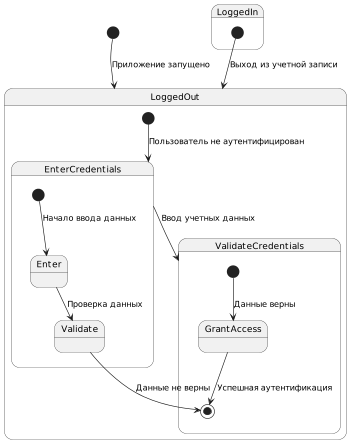 LoggedIn
Приложение запущено
Выход из учетной записи
LoggedOut
Пользователь не аутентифицирован
EnterCredentials
Начало ввода данных
Ввод учетных данных
ValidateCredentials
Enter
Данные верны
Проверка данных
Validate
GrantAccess
Данные не верны
Успешная аутентификация